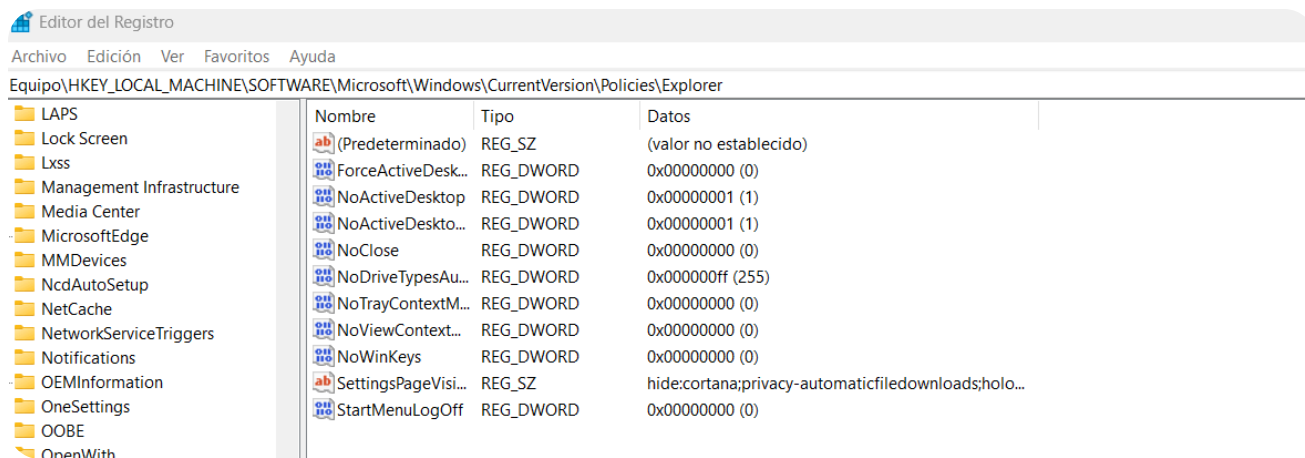 Editor del Registro
Archivo Edición Ver Favoritos Ayuda
Equipo\HKEY_LOCAL_MACHINE\SOFTWARE\Microsoft\Windows\CurrentVersion\Policies\Explorer
LAPS
Lock Screen
Lxss
Management Infrastructure
Media Center
MicrosoftEdge
MMDevices
NcdAutoSetup
NetCache
NetworkServiceTriggers
Notifications
OEMInformation
OneSettings
OOBE
OpenWith
Nombre Tipo Datos
(Predeterminado) REG_SZ (valor no establecido)
ForceActiveDesk... REG_DWORD 0x00000000 (0)
NoActiveDesktop REG_DWORD 0x00000001 (1)
NoActiveDeskto... REG_DWORD 0x00000001 (1)
NoClose REG_DWORD 0x00000000 (0)
NoDriveTypesAu... REG_DWORD 0x000000ff (255)
NoTrayContextM... REG_DWORD 0x00000000 (0)
NoViewContext... REG_DWORD 0x00000000 (0)
NoWinKeys REG_DWORD 0x00000000 (0)
SettingsPageVisi... REG_SZ hide:cortana;privacy-automaticfiledownloads;holo...
StartMenuLogOff REG_DWORD 0x00000000 (0)